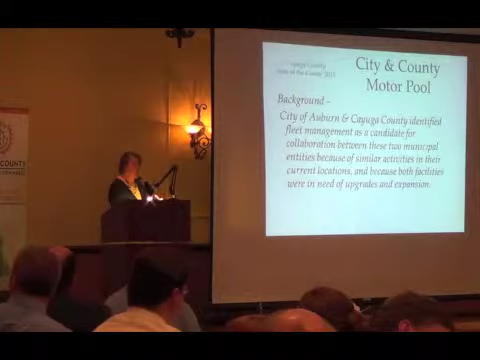 City & County
Motor Pool
Background –
City of Auburn & Cayuga County identified
fleet management as a candidate for
collaboration between these two municipal
entities because of similar activities in their
current locations, and because both facilities
were in need of upgrades and expansion.
COUNTY